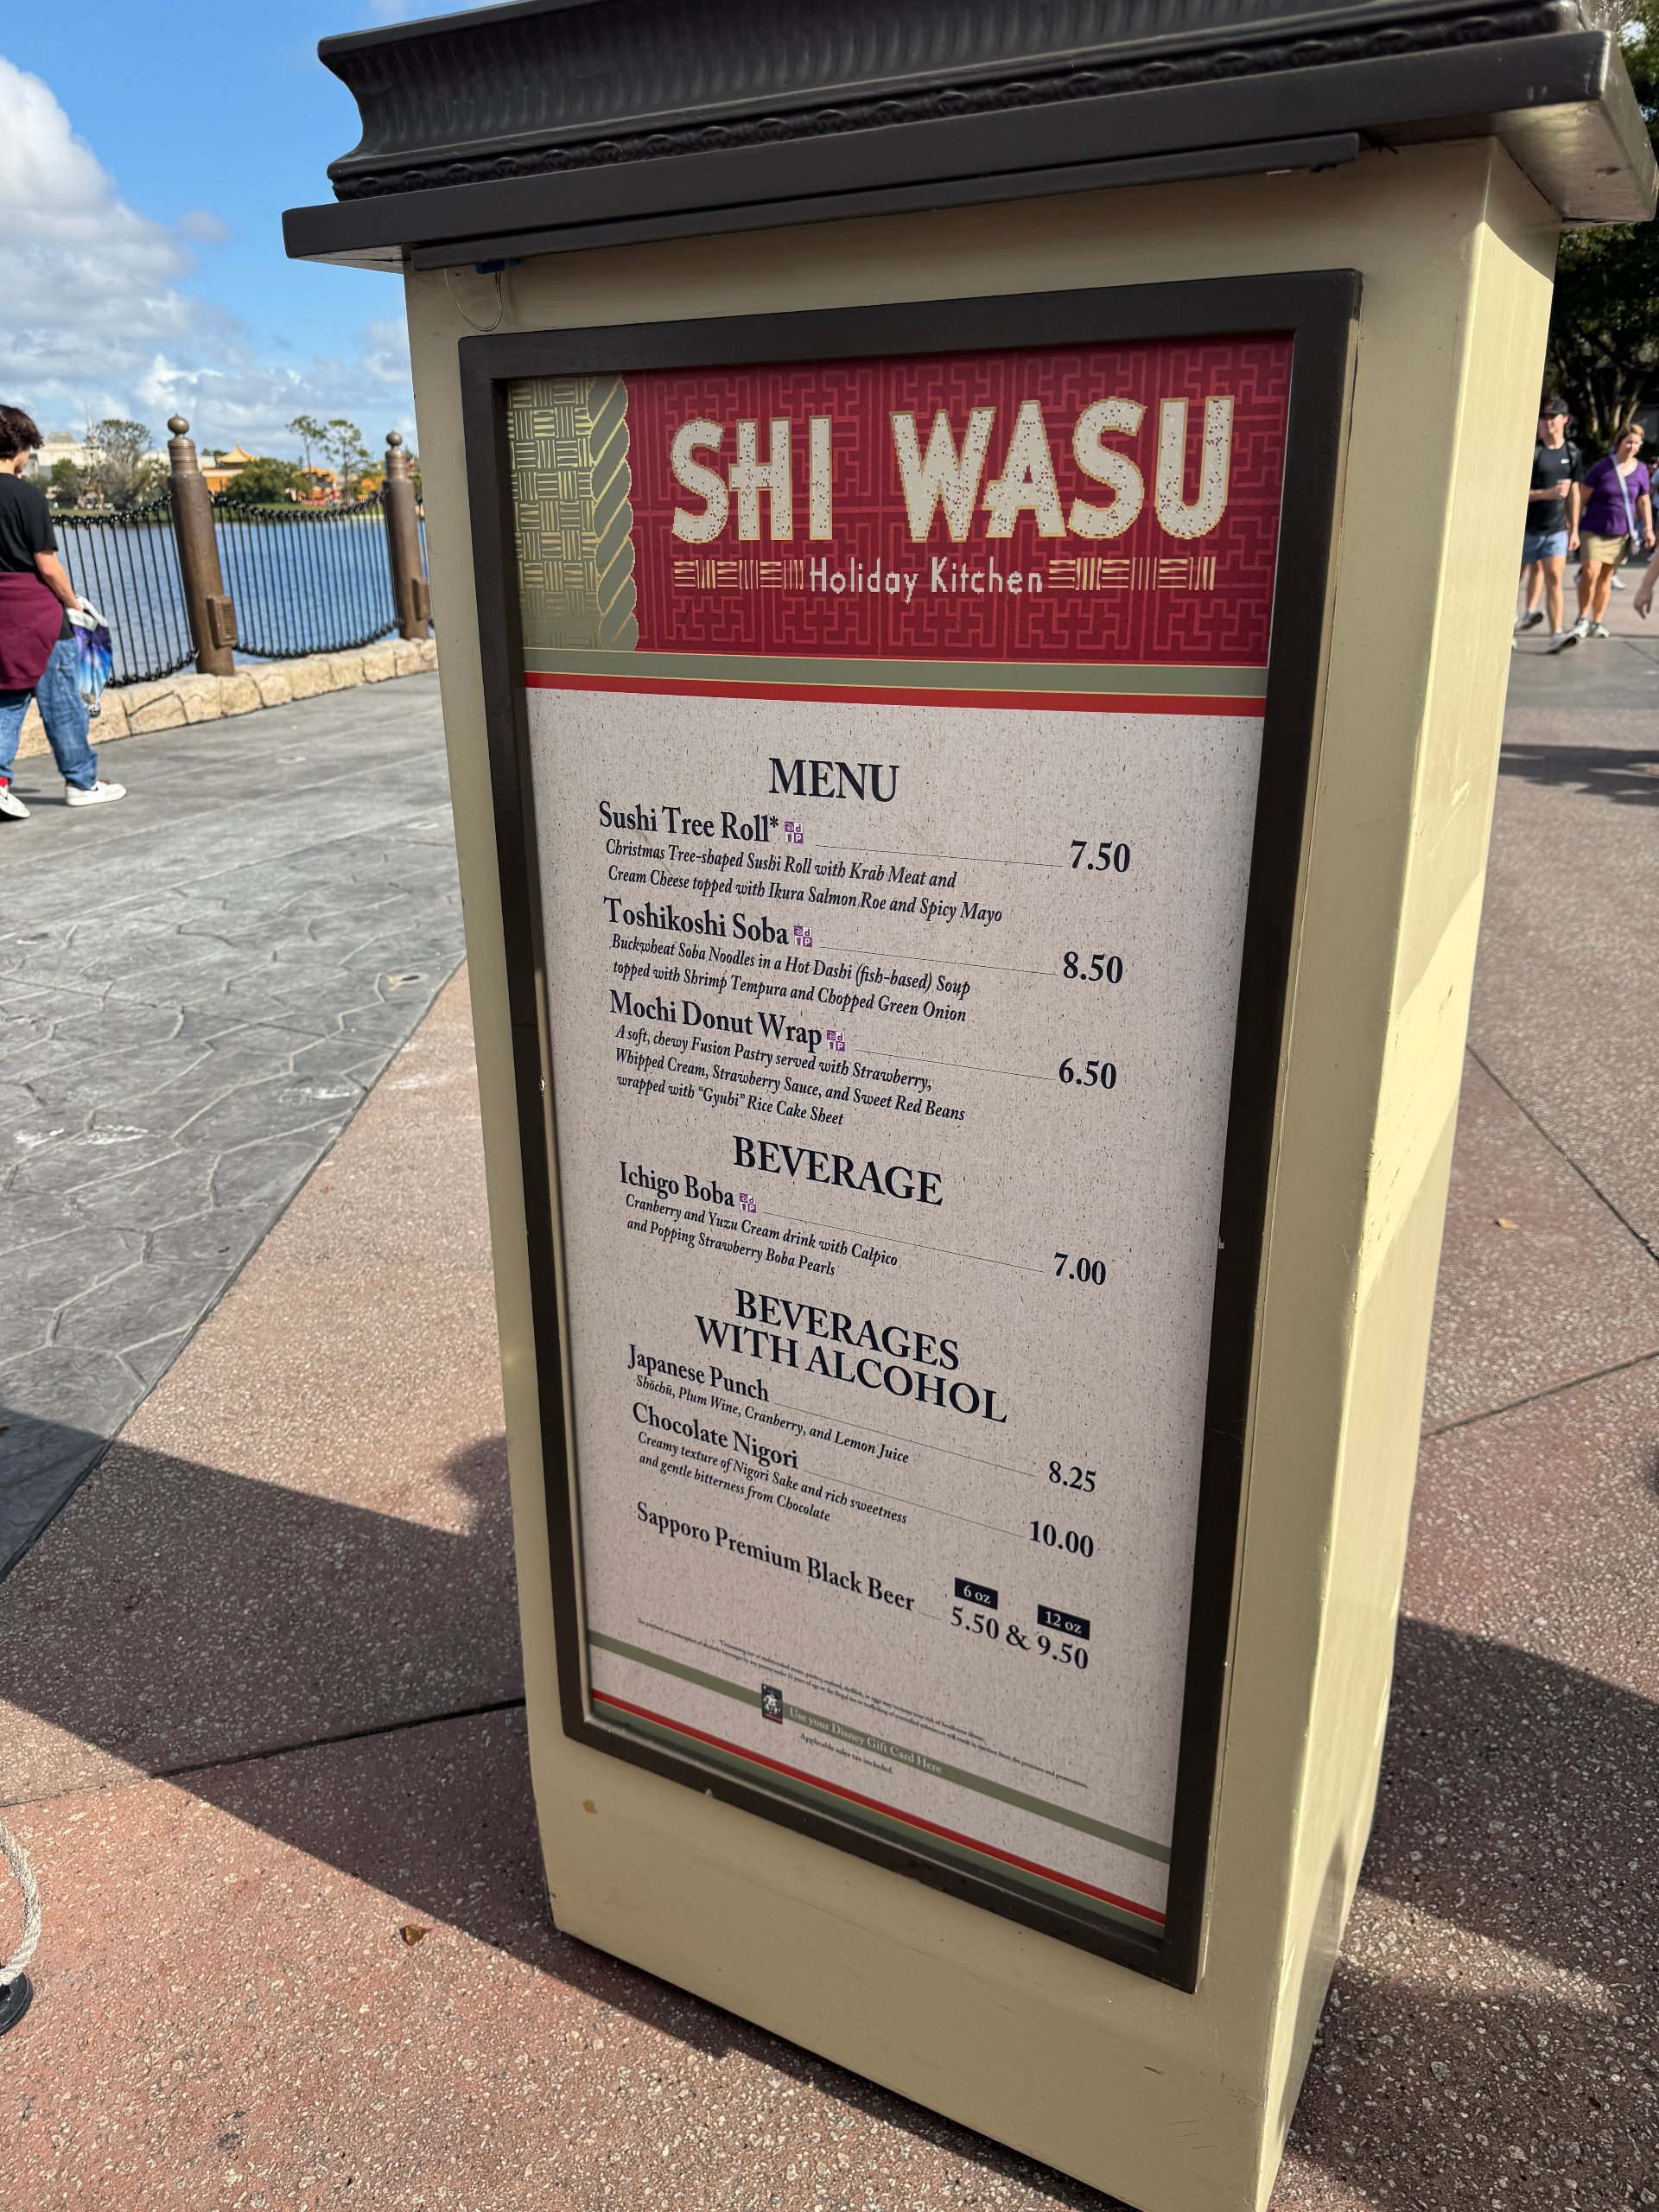 SHI WASU
Holiday Kitchen
MENU
Sushi Tree Roll* 7.50
Christmas Tree-shaped Sushi Roll with Krab Meat and
Cream Cheese topped with Ikura Salmon Roe and Spicy Mayo
Toshikoshi Soba 8.50
Buckwheat Soba Noodles in a Hot Dashi (fish-based) Soup
topped with Shrimp Tempura and Chopped Green Onion
Mochi Donut Wrap 6.50
A soft, chewy Fusion Pastry served with Strawberry,
Whipped Cream, Strawberry Sauce, and Sweet Red Beans
wrapped with “Gyuhi” Rice Cake Sheet
BEVERAGE
Ichigo Boba 7.00
Cranberry and Yuzu Cream drink with Calpico
and Popping Strawberry Boba Pearls
BEVERAGES
WITH ALCOHOL
Japanese Punch 8.25
Shōchū, Plum Wine, Cranberry, and Lemon Juice
Chocolate Nigori 10.00
Creamy texture of Nigori Sake and rich sweetness
and gentle bitterness from Chocolate
6 oz 12 oz
Sapporo Premium Black Beer 5.50 & 9.50
Use your Disney Gift Card Here
Applicable sales tax included.